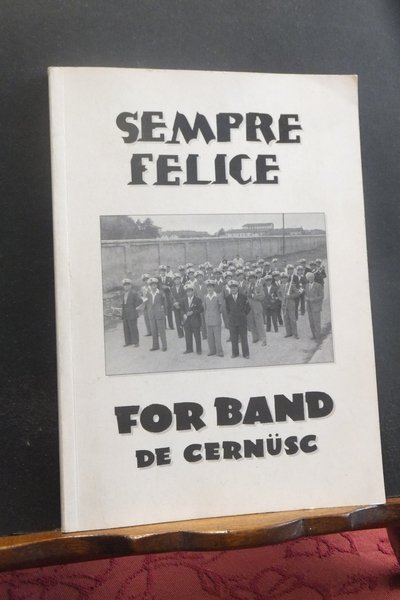 SEMPRE
FELICE
FOR BAND
DE CERNÜSC